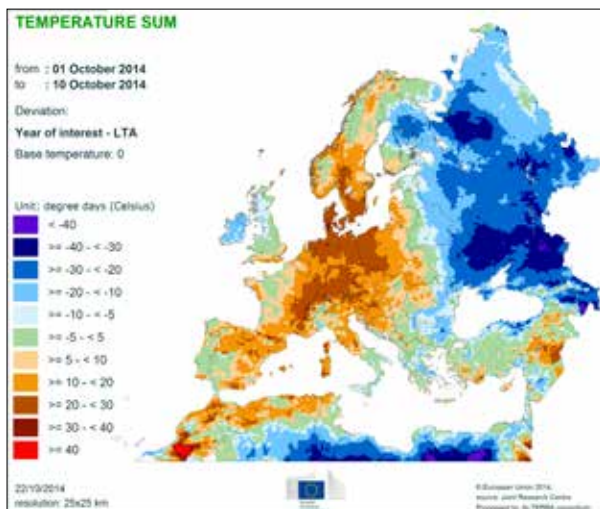 TEMPERATURE SUM
from : 01 October 2014
to : 10 October 2014
Deviation:
Year of interest - LTA
Base temperature: 0
Unit: degree days (Celsius)
< -40
>= -40 - < -30
>= -30 - < -20
>= -20 - < -10
>= -10 - < -5
>= -5 - < 5
>= 5 - < 10
>= 10 - < 20
>= 20 - < 30
>= 30 - < 40
>= 40
22/10/2014
resolution: 25x25 km
© European Union 2014
source: Joint Research Centre